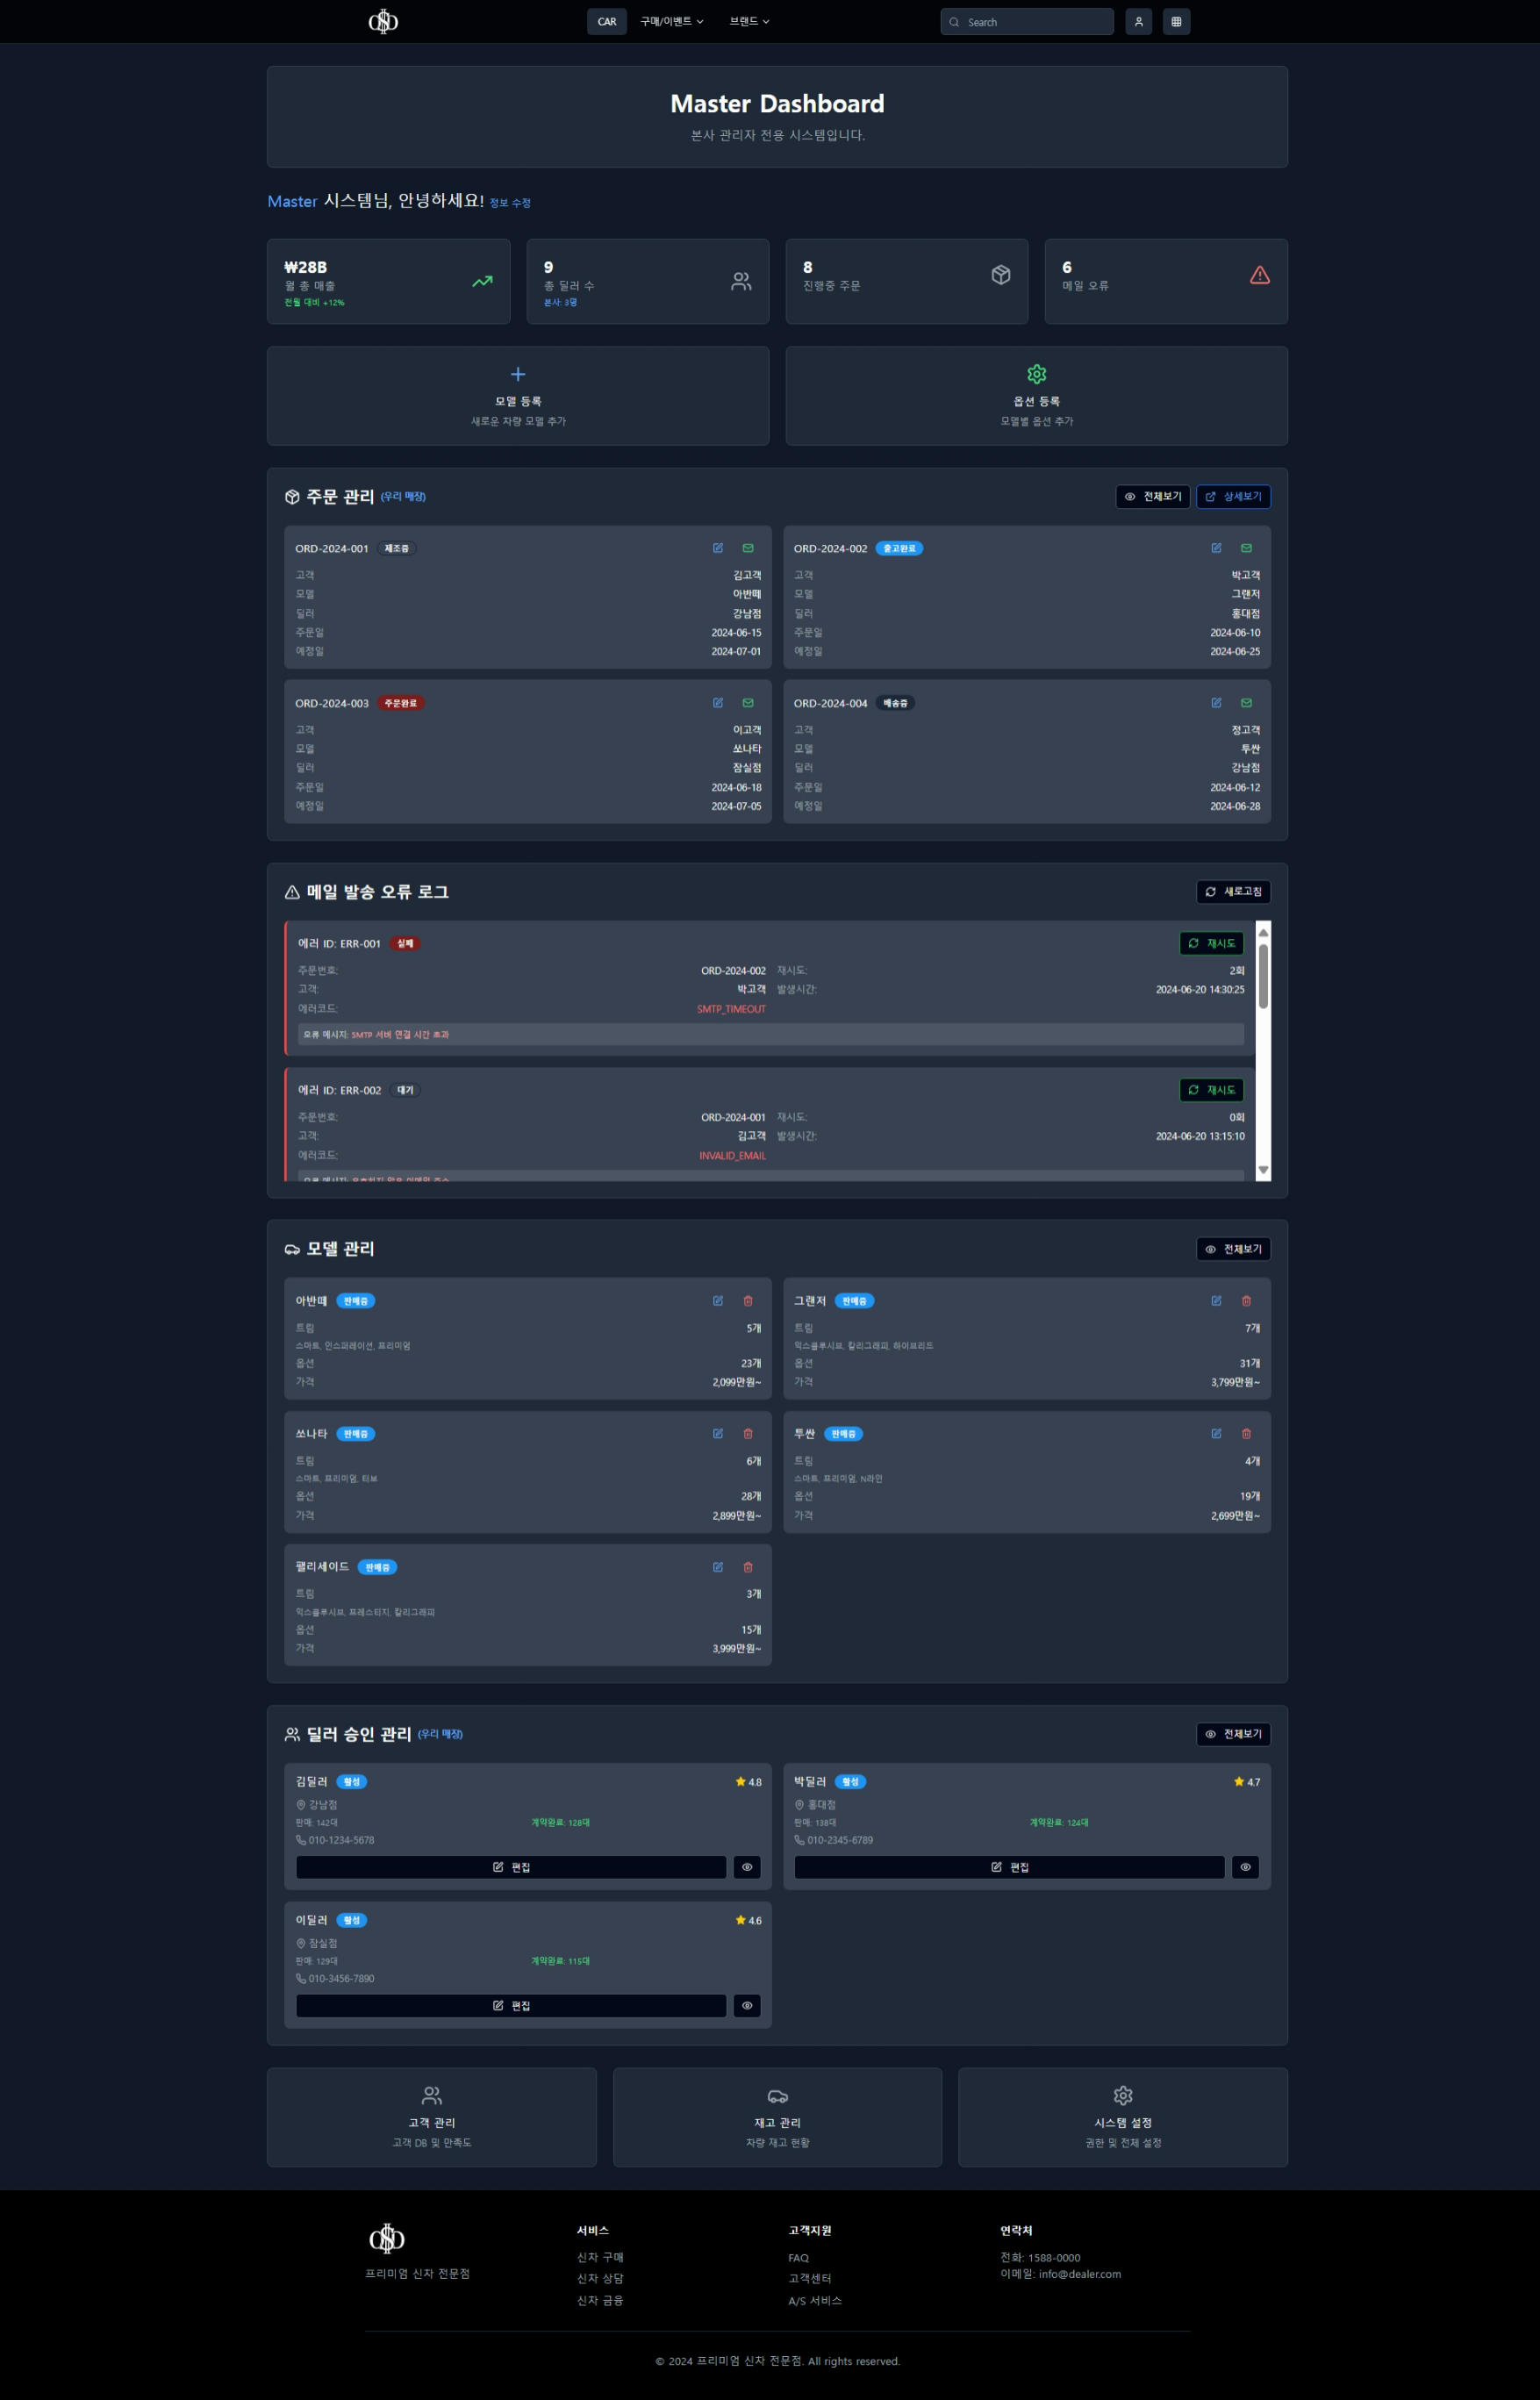 OSD
CAR
구매/이벤트
브랜드
Search
Master Dashboard
본사 관리자 전용 시스템입니다.
Master 시스템님, 안녕하세요! 정보 수정
₩28B
월 총 매출
전월 대비 +12%
9
총 딜러 수
본사: 3명
8
진행중 주문
6
메일 오류
모델 등록
새로운 차량 모델 추가
옵션 등록
모델별 옵션 추가
주문 관리 (우리 매장)
전체보기
상세보기
ORD-2024-001 제조중
고객 김고객
모델 아반떼
딜러 강남점
주문일 2024-06-15
예정일 2024-07-01
ORD-2024-002 출고완료
고객 박고객
모델 그랜저
딜러 홍대점
주문일 2024-06-10
예정일 2024-06-25
ORD-2024-003 주문완료
고객 이고객
모델 쏘나타
딜러 잠실점
주문일 2024-06-18
예정일 2024-07-05
ORD-2024-004 배송중
고객 정고객
모델 투싼
딜러 강남점
주문일 2024-06-12
예정일 2024-06-28
메일 발송 오류 로그
새로고침
에러 ID: ERR-001 실패
재시도
주문번호: ORD-2024-002 재시도: 2회
고객: 박고객 발생시간: 2024-06-20 14:30:25
에러코드: SMTP_TIMEOUT
오류 메시지: SMTP 서버 연결 시간 초과
에러 ID: ERR-002 대기
재시도
주문번호: ORD-2024-001 재시도: 0회
고객: 김고객 발생시간: 2024-06-20 13:15:10
에러코드: INVALID_EMAIL
오류 메시지: 유효하지 않은 이메일 주소
모델 관리
전체보기
아반떼 판매중
트림 5개
스마트, 인스퍼레이션, 프리미엄
옵션 23개
가격 2,099만원~
그랜저 판매중
트림 7개
익스클루시브, 칼리그래피, 하이브리드
옵션 31개
가격 3,799만원~
쏘나타 판매중
트림 6개
스마트, 프리미엄, 터보
옵션 28개
가격 2,899만원~
투싼 판매중
트림 4개
스마트, 프리미엄, N라인
옵션 19개
가격 2,699만원~
팰리세이드 판매중
트림 3개
익스클루시브, 프레스티지, 칼리그래피
옵션 15개
가격 3,999만원~
딜러 승인 관리 (우리 매장)
전체보기
김딜러 활성 4.8
강남점
판매: 142대 계약완료: 128대
010-1234-5678
편집
박딜러 활성 4.7
홍대점
판매: 138대 계약완료: 124대
010-2345-6789
편집
이딜러 활성 4.6
잠실점
판매: 129대 계약완료: 115대
010-3456-7890
편집
고객 관리
고객 DB 및 만족도
재고 관리
차량 재고 현황
시스템 설정
권한 및 전체 설정
OSD
프리미엄 신차 전문점
서비스
신차 구매
신차 상담
신차 금융
고객지원
FAQ
고객센터
A/S 서비스
연락처
전화: 1588-0000
이메일: info@dealer.com
© 2024 프리미엄 신차 전문점. All rights reserved.